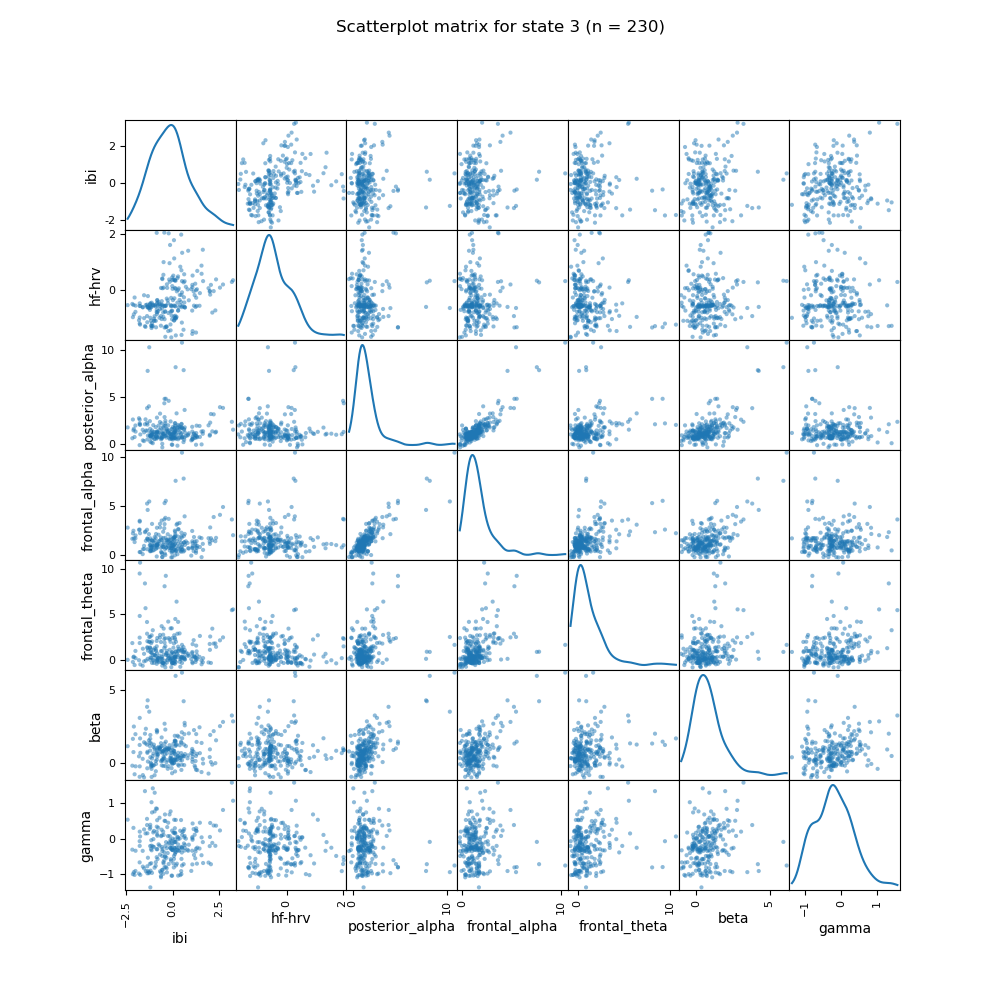 Scatterplot matrix for state 3 (n = 230)
ibi
2
0
-2
hf-hrv
2
0
posterior_alpha
10
5
0
frontal_alpha
10
5
0
frontal_theta
10
5
0
beta
5
0
gamma
1
0
−1
−2.5 0.0 2.5 0 2 0 10 0 10 0 10 0 5 −1 0 1
ibi hf-hrv posterior_alpha frontal_alpha frontal_theta beta gamma